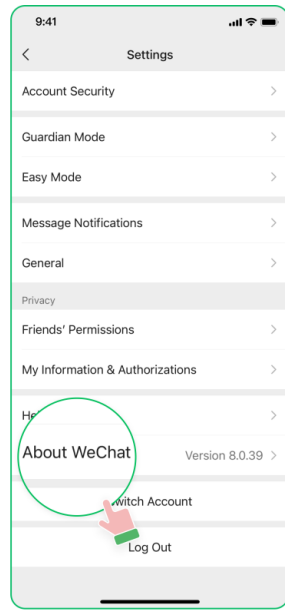 9:41
Settings
Account Security
Guardian Mode
Easy Mode
Message Notifications
General
Privacy
Friends' Permissions
My Information & Authorizations
About WeChat Version 8.0.39
Account
Log Out